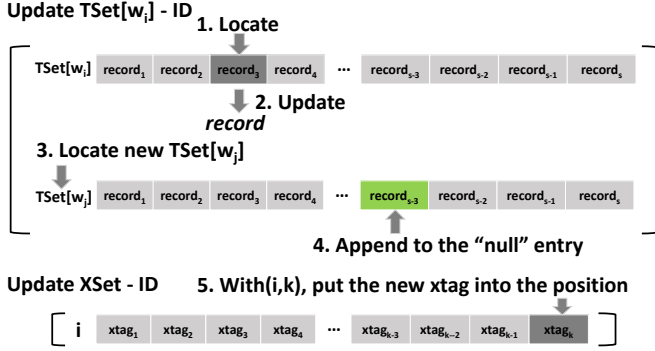 Update TSet[wi] - ID
1. Locate
TSet[wi] record1 record2 record3 record4 ... records-3 records-2 records-1 records
2. Update
record
3. Locate new TSet[wj]
TSet[wj] record1 record2 record3 record4 ... records-3 records-2 records-1 records
4. Append to the “null” entry
Update XSet - ID 5. With(i,k), put the new xtag into the position
i xtag1 xtag2 xtag3 xtag4 ... xtagk-3 xtagk--2 xtagk-1 xtagk